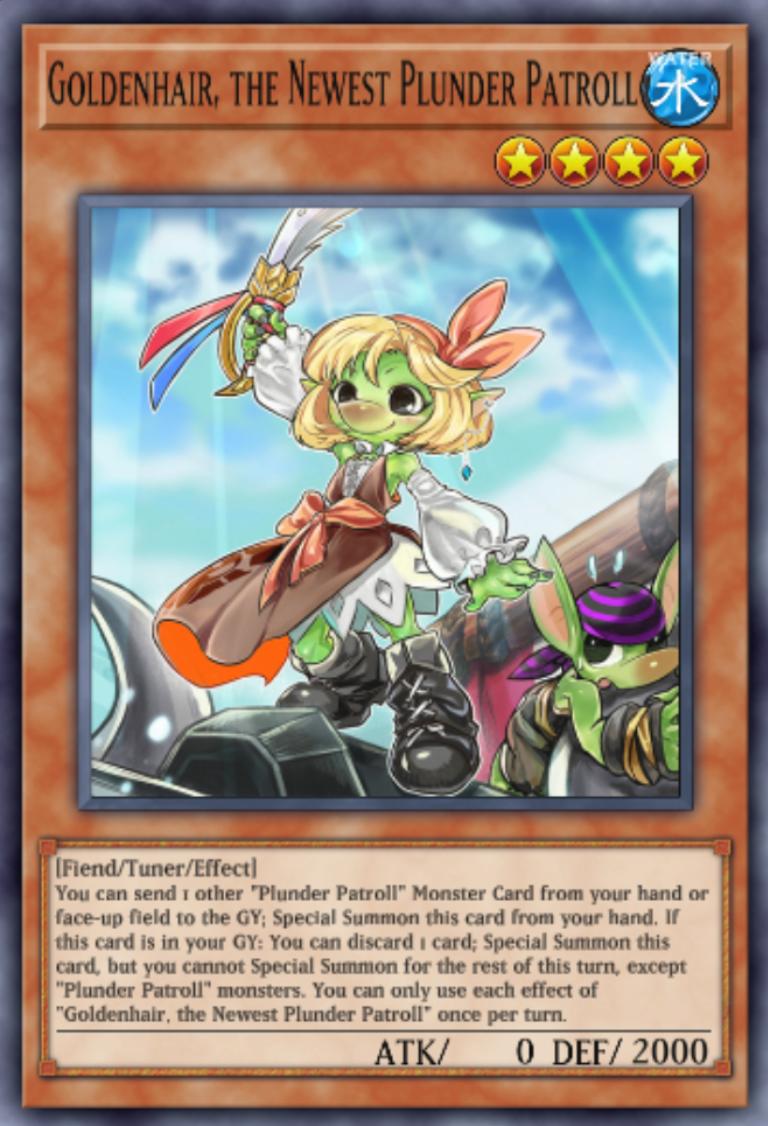 Goldenhair, the Newest Plunder Patroll
WATER
水
[Fiend/Tuner/Effect]
You can send 1 other "Plunder Patroll" Monster Card from your hand or
face-up field to the GY; Special Summon this card from your hand. If
this card is in your GY: You can discard 1 card; Special Summon this
card, but you cannot Special Summon for the rest of this turn, except
"Plunder Patroll" monsters. You can only use each effect of
"Goldenhair, the Newest Plunder Patroll" once per turn.
ATK/ 0 DEF/ 2000